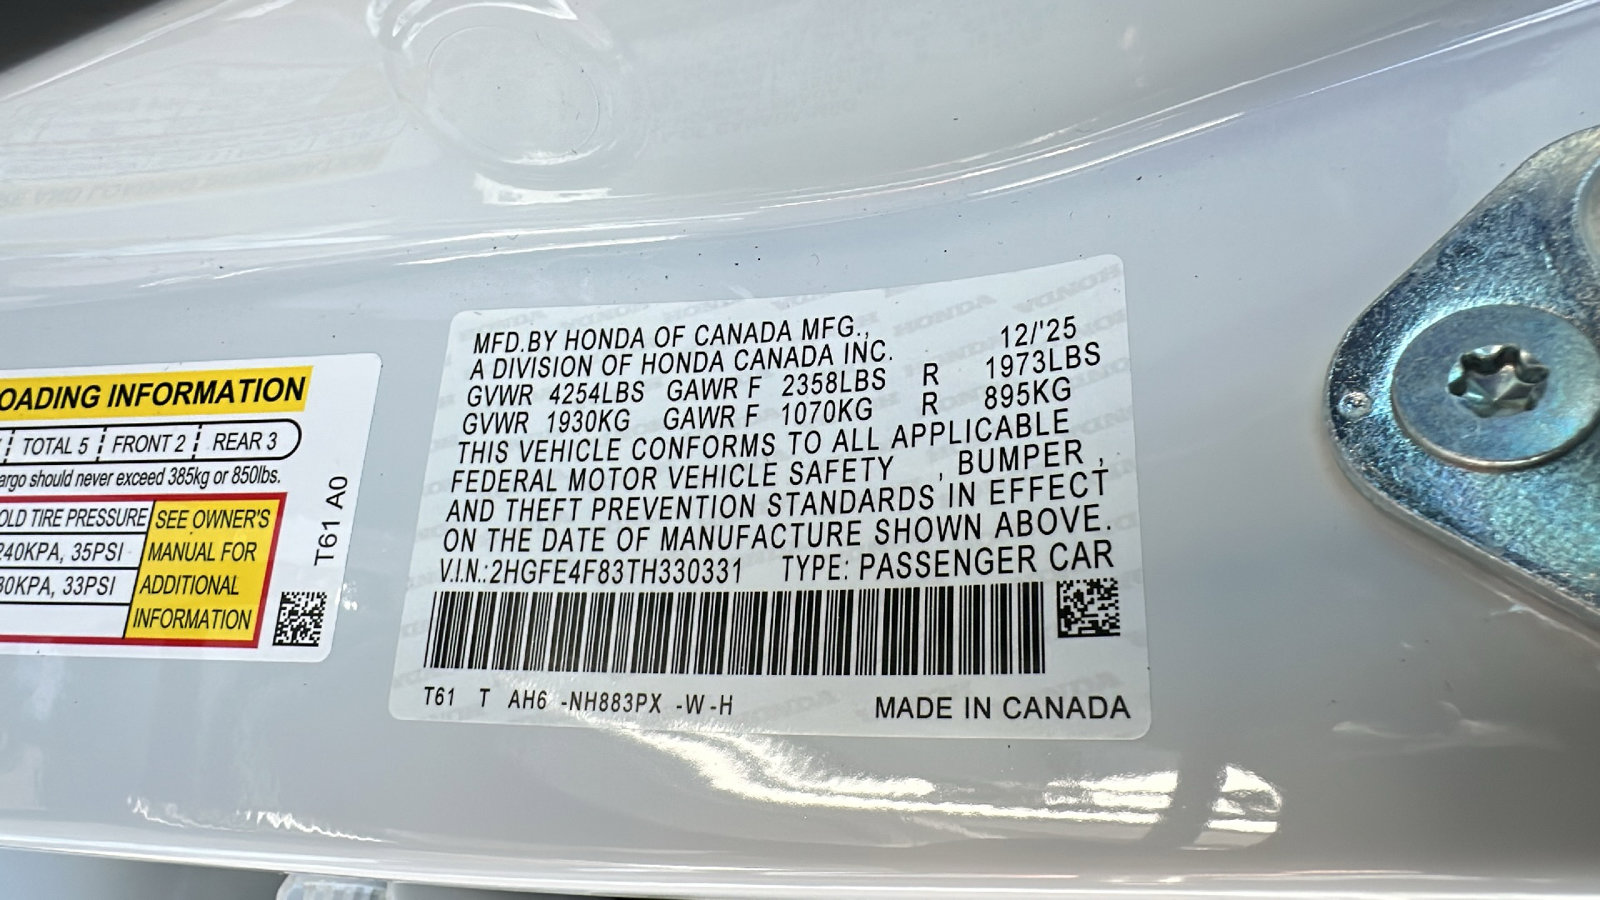 OADING INFORMATION
TOTAL 5 FRONT 2 REAR 3
argo should never exceed 385kg or 850lbs.
OLD TIRE PRESSURE
240KPA, 35PSI
30KPA, 33PSI
SEE OWNER'S
MANUAL FOR
ADDITIONAL
INFORMATION
T61 A0
MFD.BY HONDA OF CANADA MFG., 12/'25
A DIVISION OF HONDA CANADA INC.
GVWR 4254LBS GAWR F 2358LBS R 1973LBS
GVWR 1930KG GAWR F 1070KG R 895KG
THIS VEHICLE CONFORMS TO ALL APPLICABLE
FEDERAL MOTOR VEHICLE SAFETY , BUMPER ,
AND THEFT PREVENTION STANDARDS IN EFFECT
ON THE DATE OF MANUFACTURE SHOWN ABOVE.
V.I.N.:2HGFE4F83TH330331 TYPE: PASSENGER CAR
T61 T AH6 -NH883PX -W-H MADE IN CANADA